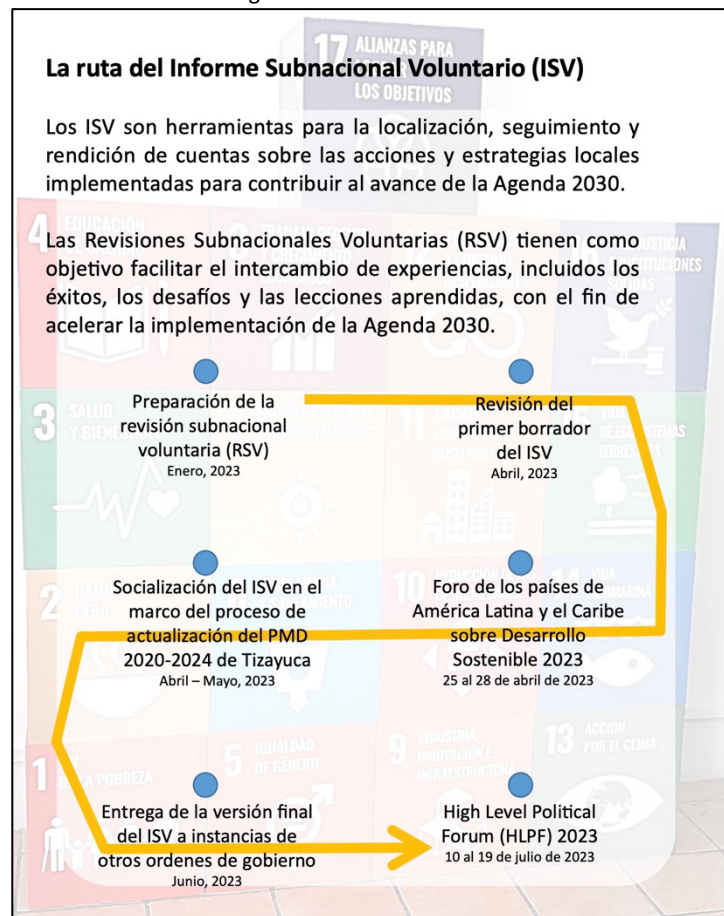 17 ALIANZAS PARA
LOS OBJETIVOS
La ruta del Informe Subnacional Voluntario (ISV)
Los ISV son herramientas para la localización, seguimiento y
rendición de cuentas sobre las acciones y estrategias locales
implementadas para contribuir al avance de la Agenda 2030.
Las Revisiones Subnacionales Voluntarias (RSV) tienen como
objetivo facilitar el intercambio de experiencias, incluidos los
éxitos, los desafíos y las lecciones aprendidas, con el fin de
acelerar la implementación de la Agenda 2030.
Preparación de la
revisión subnacional
voluntaria (RSV)
Enero, 2023
Revisión del
primer borrador
del ISV
Abril, 2023
Socialización del ISV en el
marco del proceso de
actualización del PMD
2020-2024 de Tizayuca
Abril – Mayo, 2023
Foro de los países de
América Latina y el Caribe
sobre Desarrollo
Sostenible 2023
25 al 28 de abril de 2023
Entrega de la versión final
del ISV a instancias de
otros ordenes de gobierno
Junio, 2023
High Level Political
Forum (HLPF) 2023
10 al 19 de julio de 2023
4 EDUCACIÓN
3 SALUD
Y BIENESTAR
2
1
POBREZA
5 IGUALDAD
DE GÉNERO
9 INDUSTRIA,
INNOVACIÓN E
INFRAESTRUCTURA
13 ACCIÓN
POR EL CLIMA